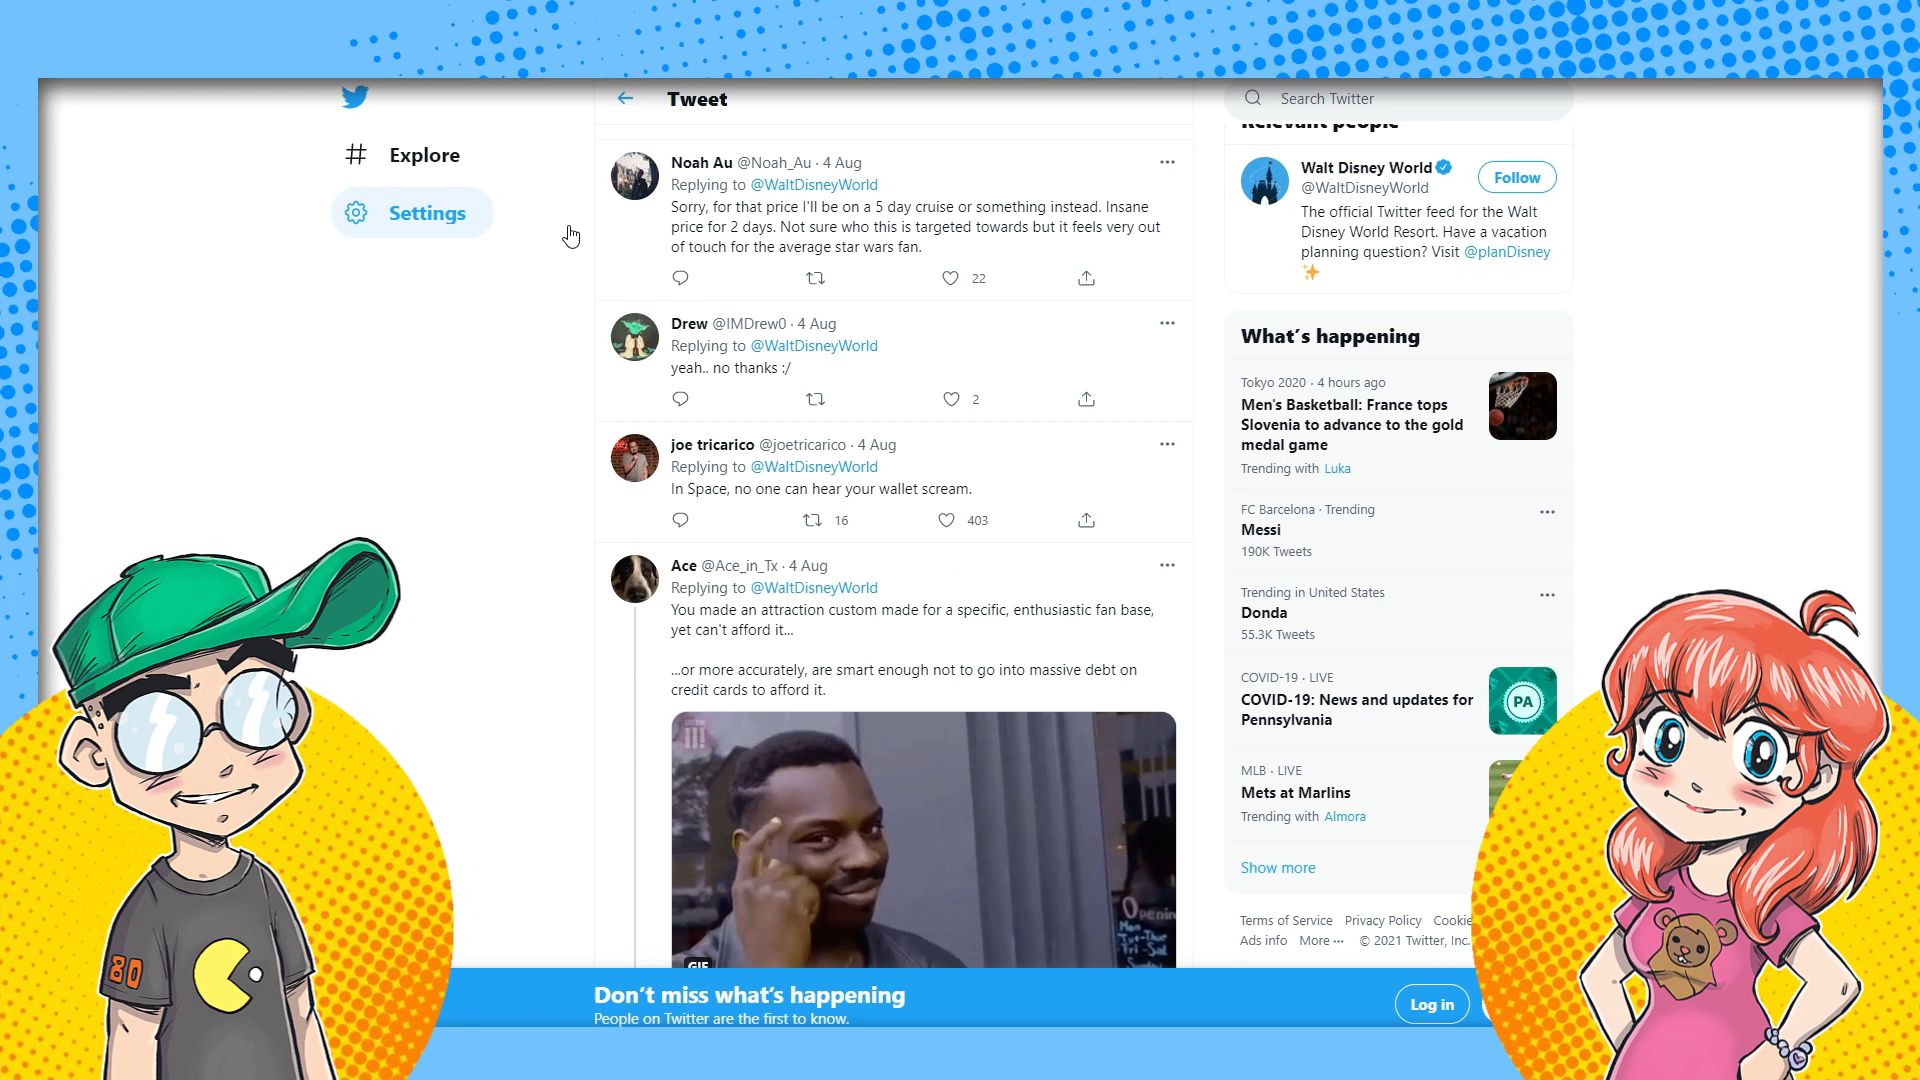 Explore
Settings
Tweet
Noah Au @Noah_Au · 4 Aug
Replying to @WaltDisneyWorld
Sorry, for that price I'll be on a 5 day cruise or something instead. Insane
price for 2 days. Not sure who this is targeted towards but it feels very out
of touch for the average star wars fan.
22
Drew @IMDrew0 · 4 Aug
Replying to @WaltDisneyWorld
yeah.. no thanks :/
2
joe tricarico @joetricarico · 4 Aug
Replying to @WaltDisneyWorld
In Space, no one can hear your wallet scream.
16 403
Ace @Ace_in_Tx · 4 Aug
Replying to @WaltDisneyWorld
You made an attraction custom made for a specific, enthusiastic fan base,
yet can't afford it...
...or more accurately, are smart enough not to go into massive debt on
credit cards to afford it.
Opening
Mon
Tue-Thur
Fri-Sat
Sunday
GIF
Search Twitter
Relevant people
Walt Disney World
@WaltDisneyWorld
Follow
The official Twitter feed for the Walt
Disney World Resort. Have a vacation
planning question? Visit @planDisney
✨
What's happening
Tokyo 2020 · 4 hours ago
Men's Basketball: France tops
Slovenia to advance to the gold
medal game
Trending with Luka
FC Barcelona · Trending
Messi
190K Tweets
Trending in United States
Donda
55.3K Tweets
COVID-19 · LIVE
COVID-19: News and updates for
Pennsylvania
PA
MLB · LIVE
Mets at Marlins
Trending with Almora
Show more
Terms of Service Privacy Policy Cookie
Ads info More ··· © 2021 Twitter, Inc.
Don't miss what's happening
People on Twitter are the first to know.
Log in
80